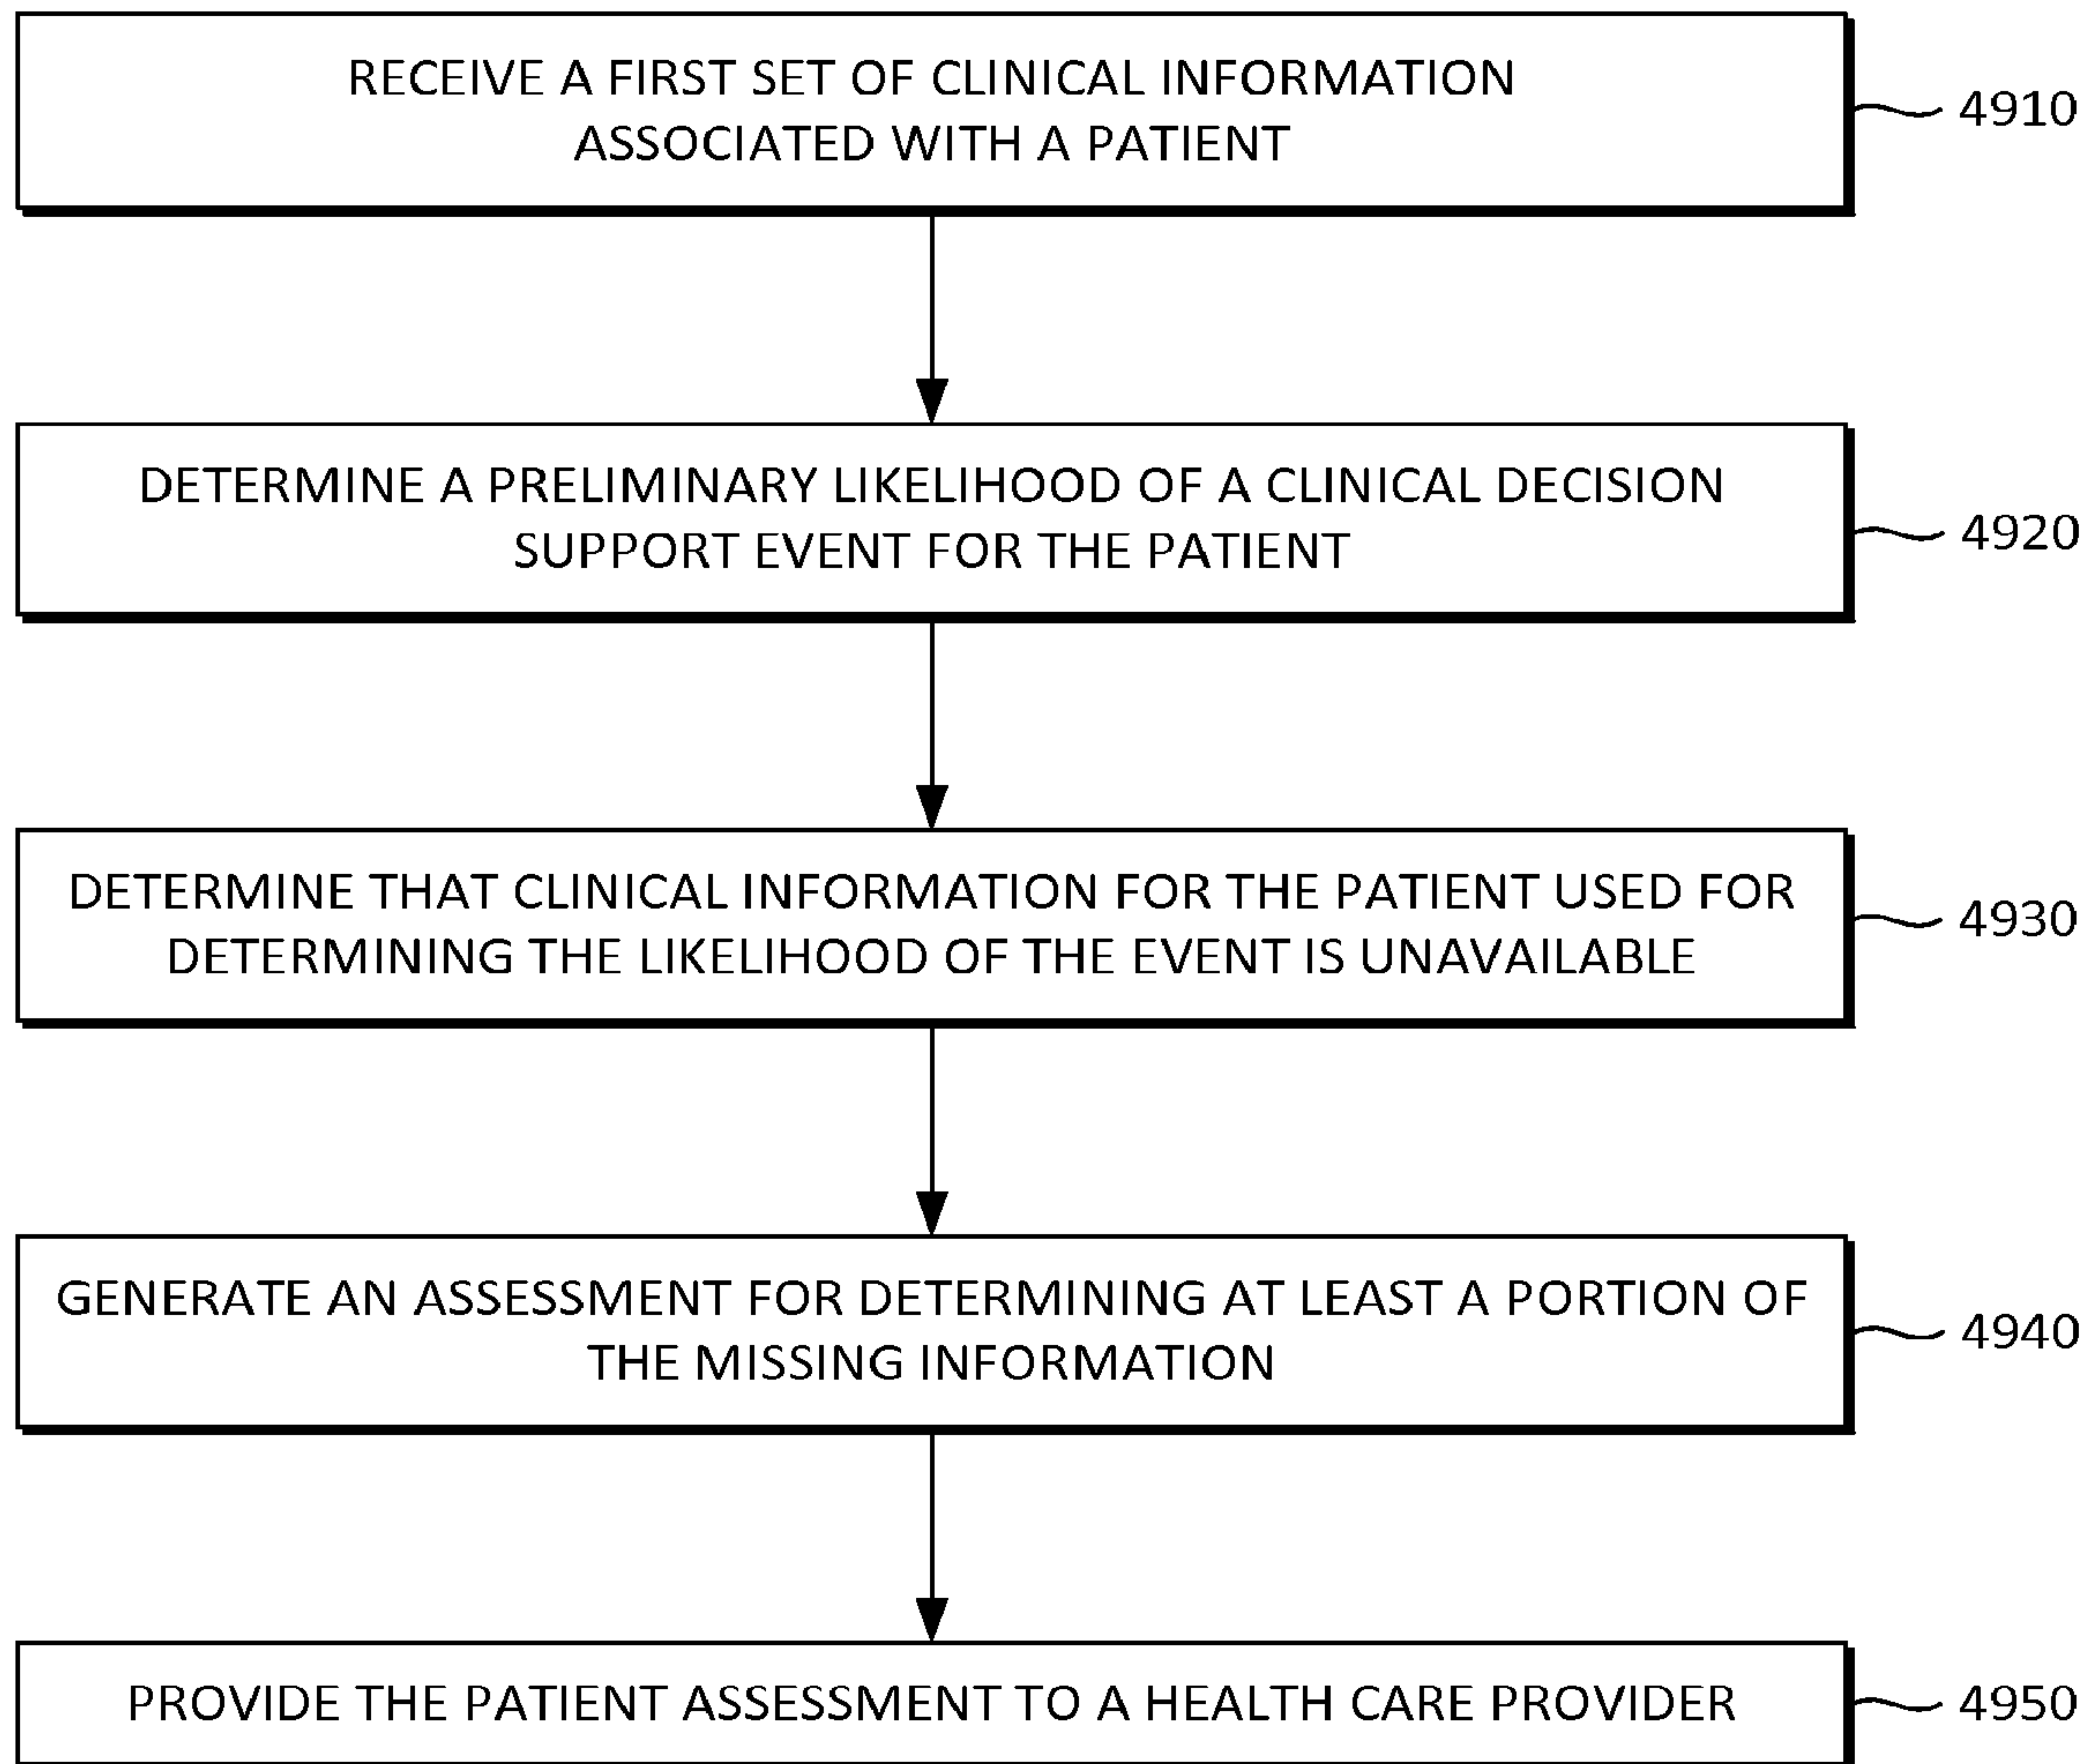 RECEIVE A FIRST SET OF CLINICAL INFORMATION
ASSOCIATED WITH A PATIENT
4910
DETERMINE A PRELIMINARY LIKELIHOOD OF A CLINICAL DECISION
SUPPORT EVENT FOR THE PATIENT
4920
DETERMINE THAT CLINICAL INFORMATION FOR THE PATIENT USED FOR
DETERMINING THE LIKELIHOOD OF THE EVENT IS UNAVAILABLE
4930
GENERATE AN ASSESSMENT FOR DETERMINING AT LEAST A PORTION OF
THE MISSING INFORMATION
4940
PROVIDE THE PATIENT ASSESSMENT TO A HEALTH CARE PROVIDER
4950